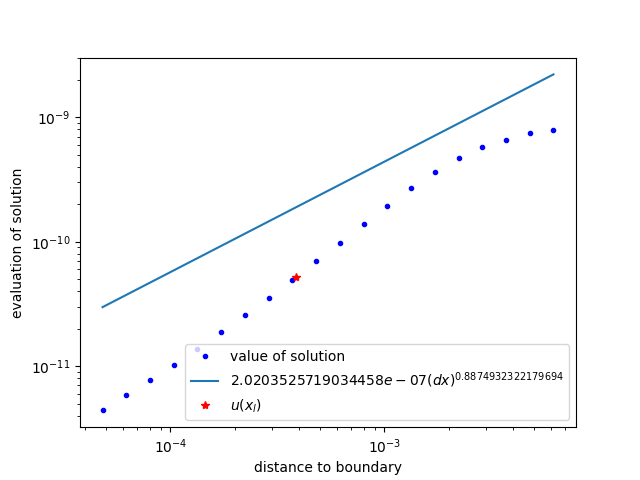 10⁻⁹
10⁻¹⁰
10⁻¹¹
evaluation of solution
value of solution
2.0203525719034458e − 07(dx)^0.8874932322179694
u(x_l)
10⁻⁴
10⁻³
distance to boundary